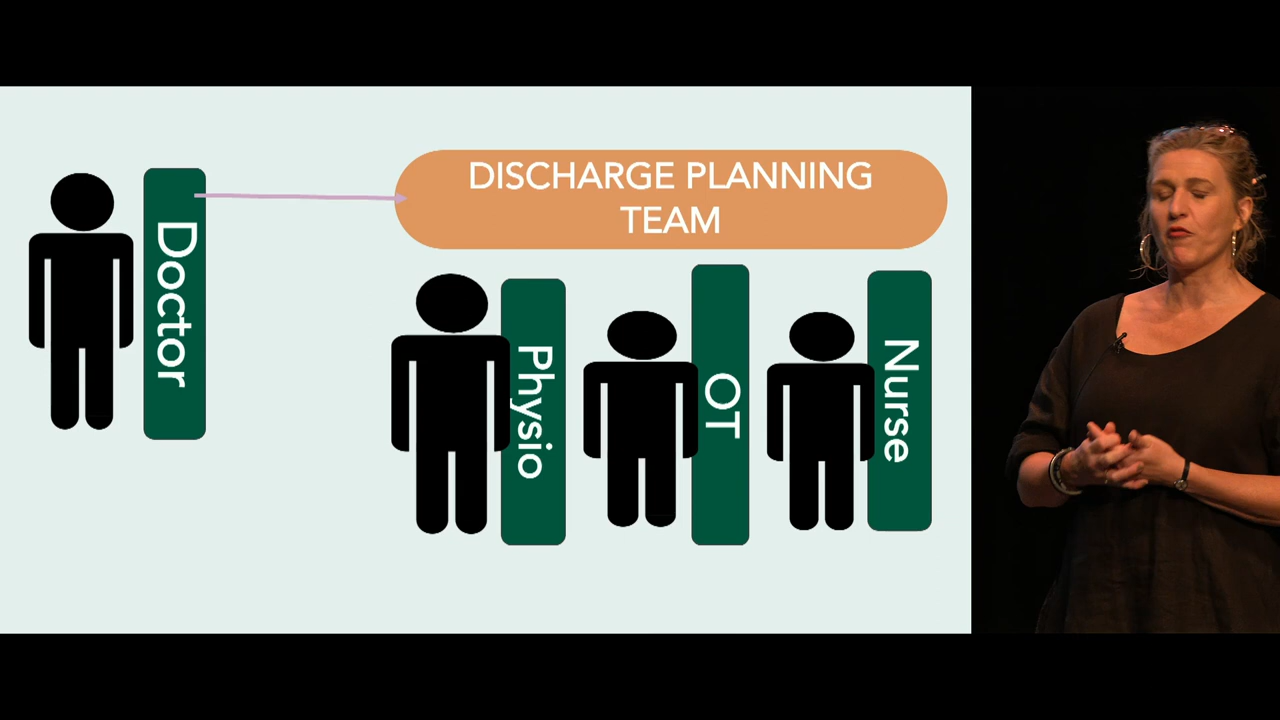 DISCHARGE PLANNING
TEAM
Doctor
Physio
OT
Nurse